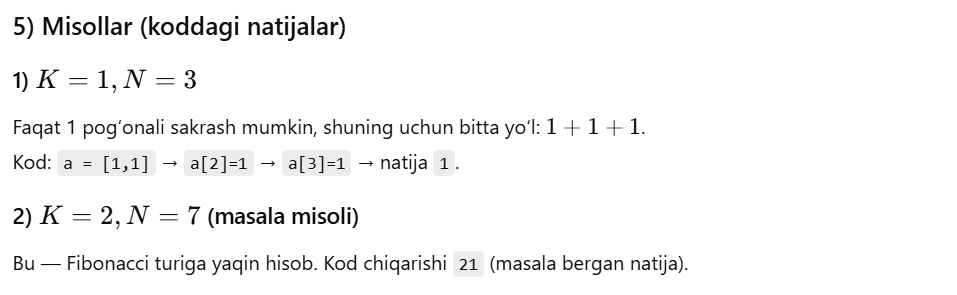 5) Misollar (koddagi natijalar)
1) K = 1, N = 3
Faqat 1 pog‘onali sakrash mumkin, shuning uchun bitta yo‘l: 1 + 1 + 1.
Kod: a = [1,1] → a[2]=1 → a[3]=1 → natija 1.
2) K = 2, N = 7 (masala misoli)
Bu — Fibonacci turiga yaqin hisob. Kod chiqarishi 21 (masala bergan natija).